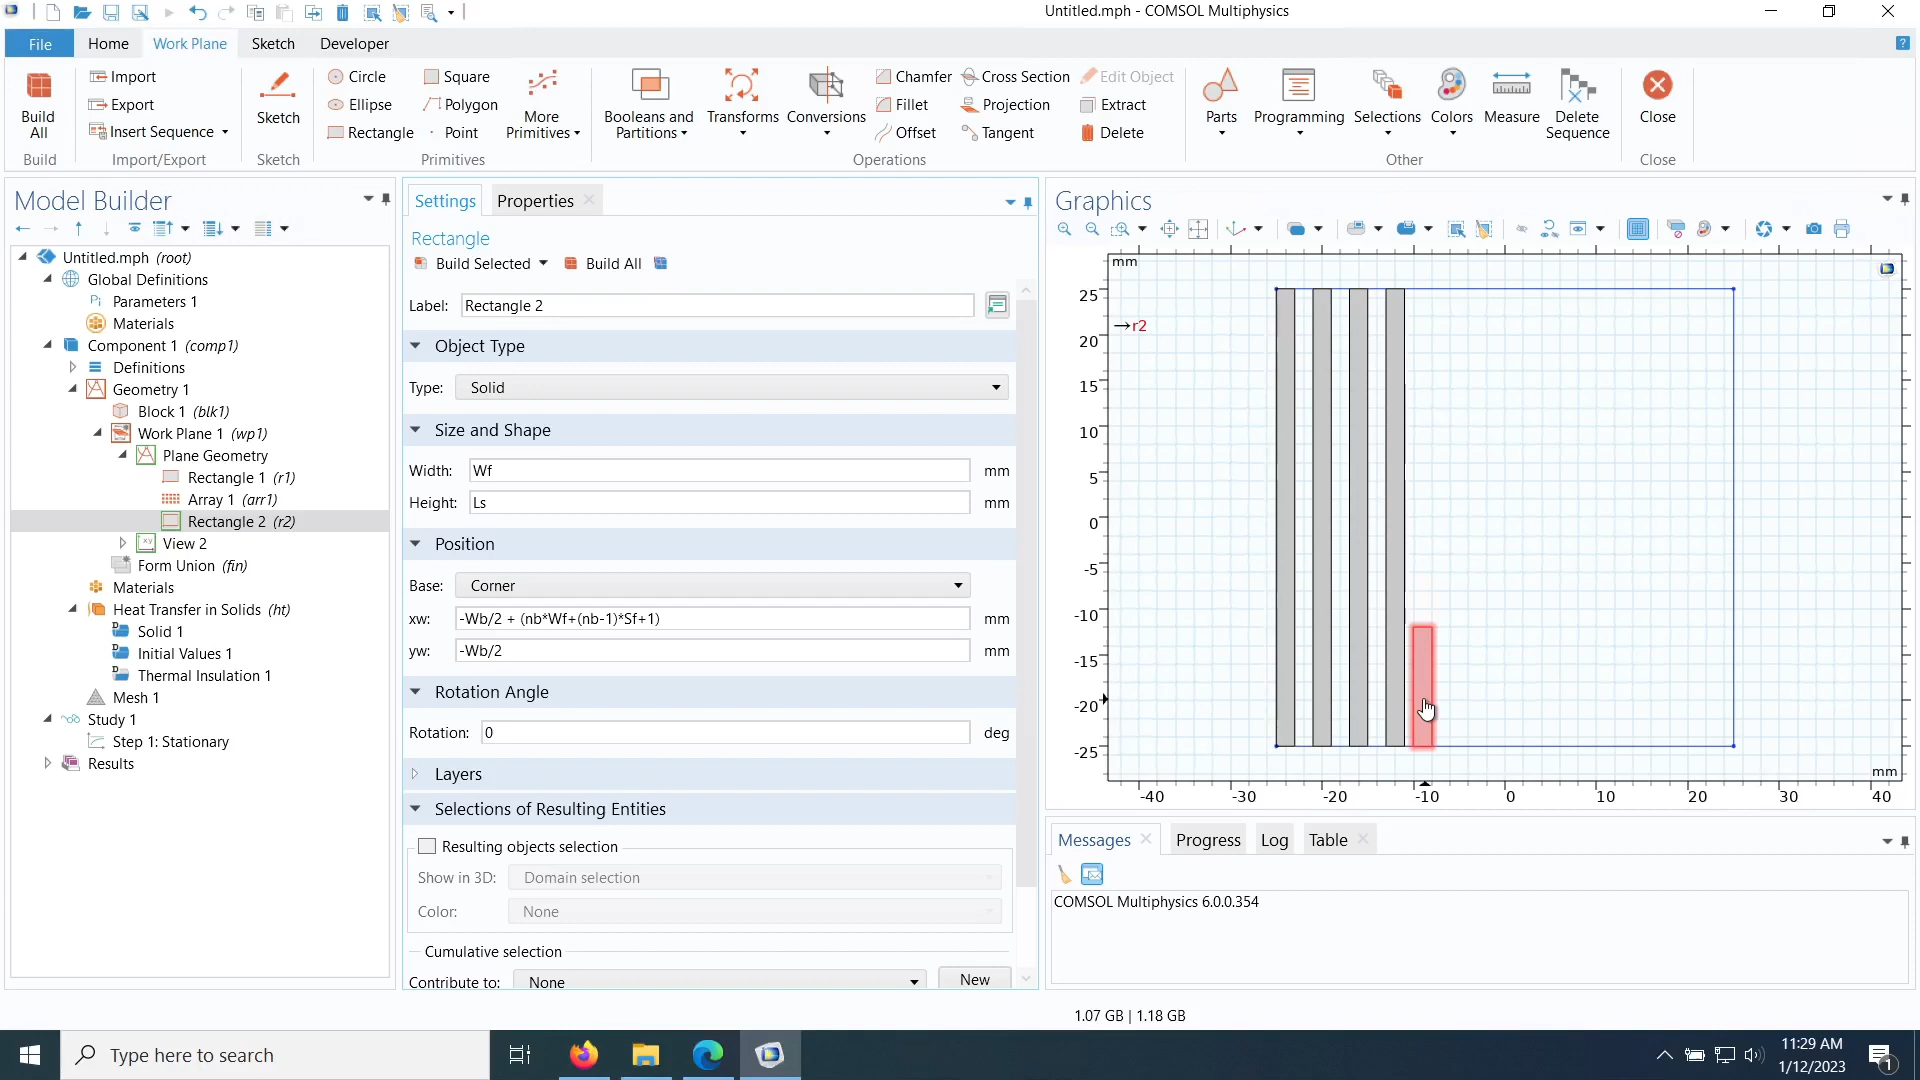 Untitled.mph - COMSOL Multiphysics
File
Home
Work Plane
Sketch
Developer
?
Build All
Build
Import
Export
Insert Sequence
Import/Export
Sketch
Sketch
Circle
Ellipse
Rectangle
Square
Polygon
Point
More Primitives
Primitives
Booleans and Partitions
Transforms
Conversions
Chamfer
Fillet
Offset
Cross Section
Projection
Tangent
Edit Object
Extract
Delete
Operations
Parts
Programming
Selections
Colors
Measure
Delete Sequence
Other
Close
Close
Model Builder
Untitled.mph (root)
Global Definitions
Pi Parameters 1
Materials
Component 1 (comp1)
Definitions
Geometry 1
Block 1 (blk1)
Work Plane 1 (wp1)
Plane Geometry
Rectangle 1 (r1)
Array 1 (arr1)
Rectangle 2 (r2)
View 2
Form Union (fin)
Materials
Heat Transfer in Solids (ht)
Solid 1
Initial Values 1
Thermal Insulation 1
Mesh 1
Study 1
Step 1: Stationary
Results
Settings
Properties
Rectangle
Build Selected
Build All
Label: Rectangle 2
Object Type
Type: Solid
Size and Shape
Width: Wf mm
Height: Ls mm
Position
Base: Corner
xw: -Wb/2 + (nb*Wf+(nb-1)*Sf+1) mm
yw: -Wb/2 mm
Rotation Angle
Rotation: 0 deg
Layers
Selections of Resulting Entities
Resulting objects selection
Show in 3D: Domain selection
Color: None
Cumulative selection
Contribute to: None New
Graphics
mm
25
→r2
20
15
10
5
0
-5
-10
-15
-20
-25
mm
-40 -30 -20 -10 0 10 20 30 40
Messages
Progress
Log
Table
COMSOL Multiphysics 6.0.0.354
1.07 GB | 1.18 GB
Type here to search
11:29 AM
1/12/2023
1